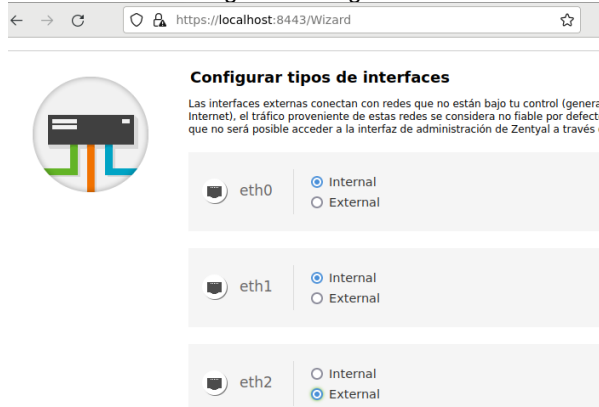 https://localhost:8443/Wizard
Configurar tipos de interfaces
Las interfaces externas conectan con redes que no están bajo tu control (genera
Internet), el tráfico proveniente de estas redes se considera no fiable por defect
que no será posible acceder a la interfaz de administración de Zentyal a través
eth0
Internal
External
eth1
Internal
External
eth2
Internal
External